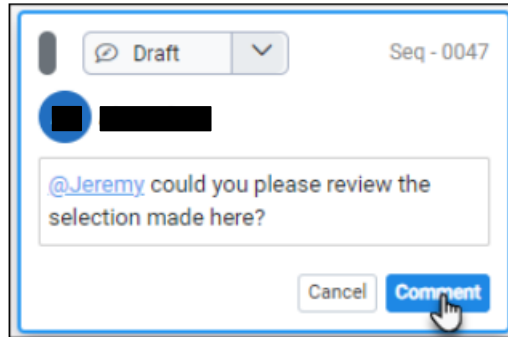 Draft
Seq - 0047
@Jeremy could you please review the
selection made here?
Cancel
Comment